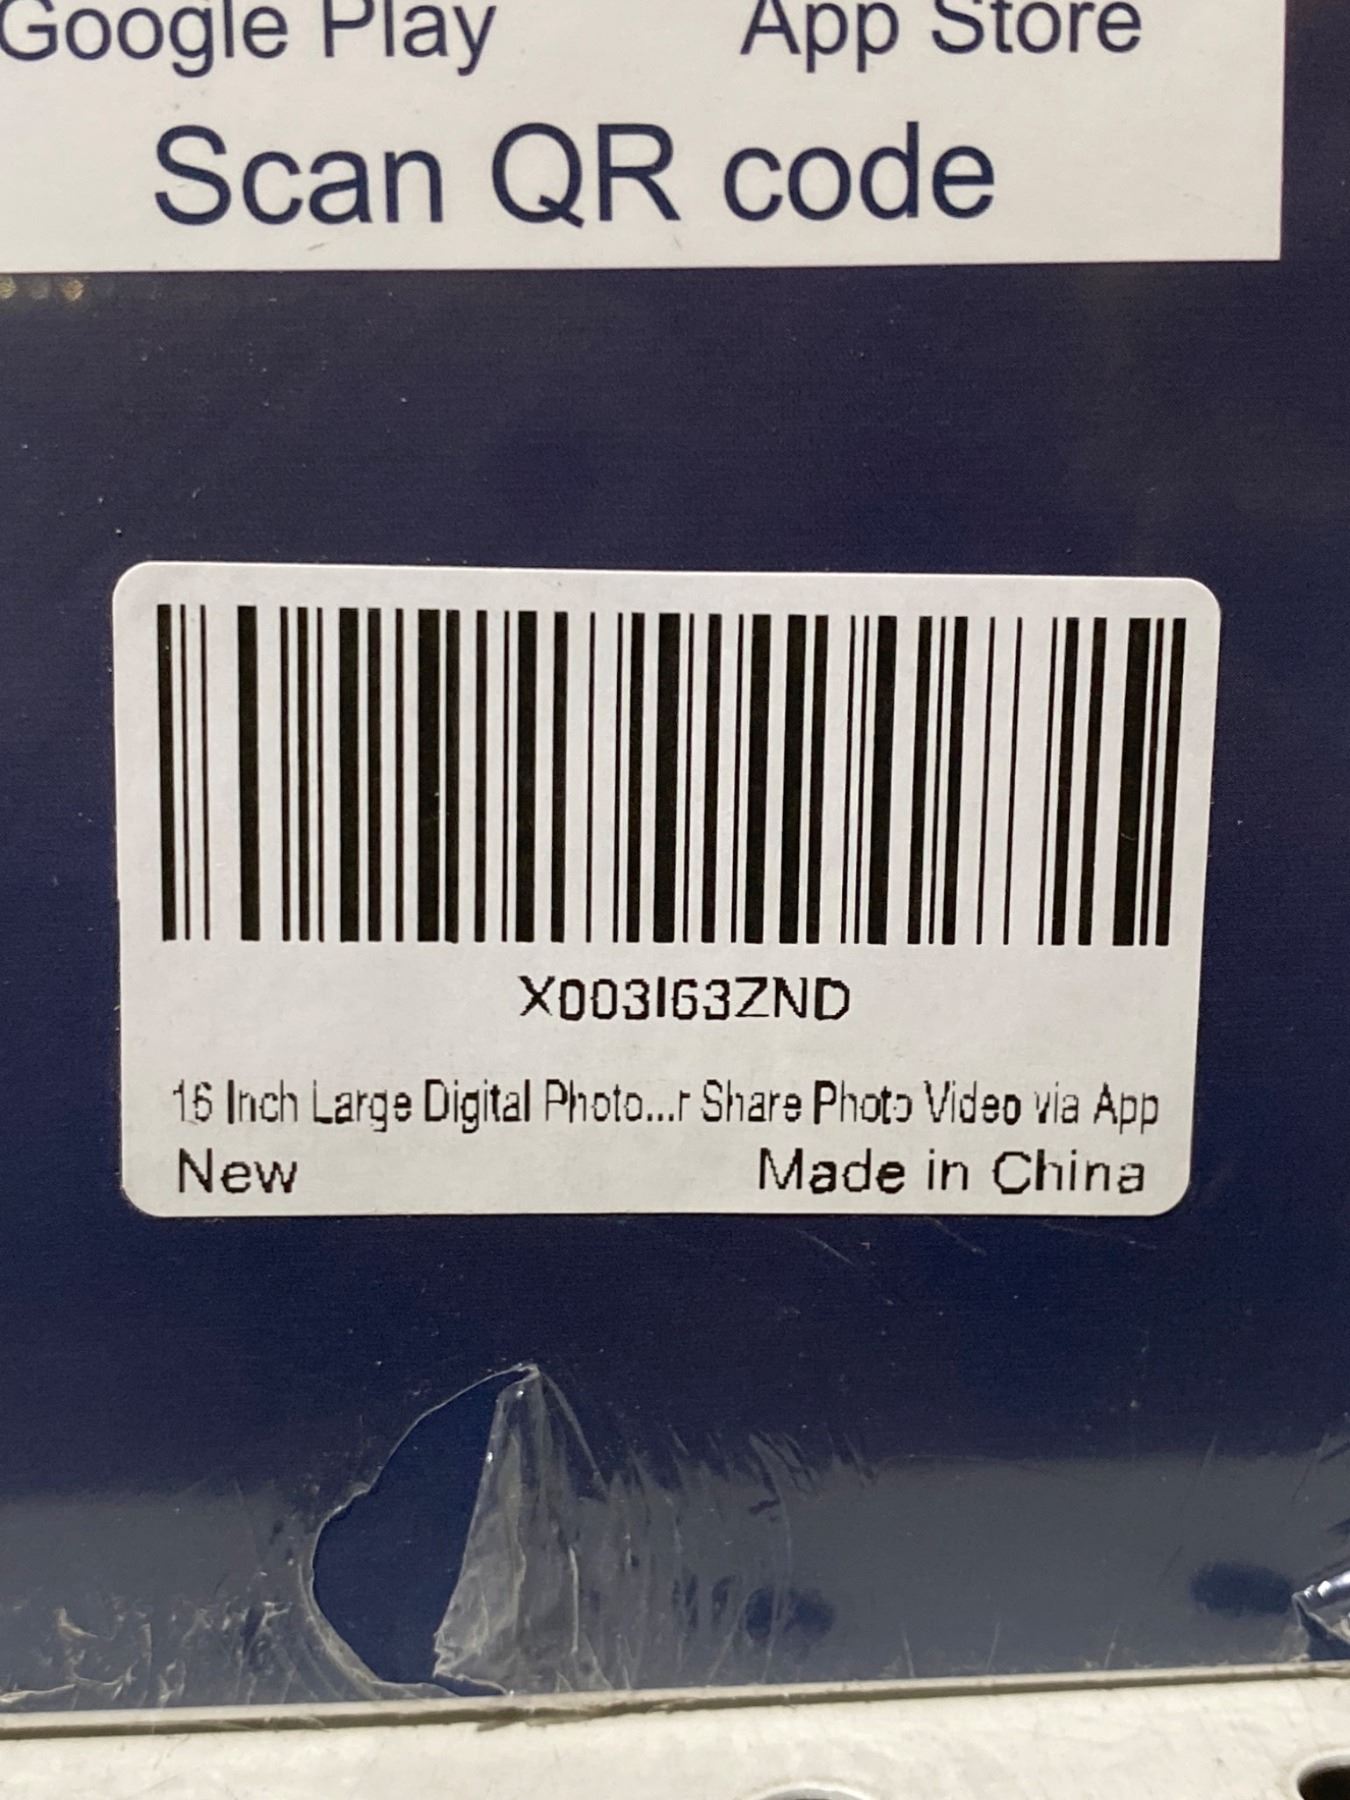 Google Play App Store
Scan QR code
X003I63ZND
16 Inch Large Digital Photo...r Share Photo Video via App
New Made in China